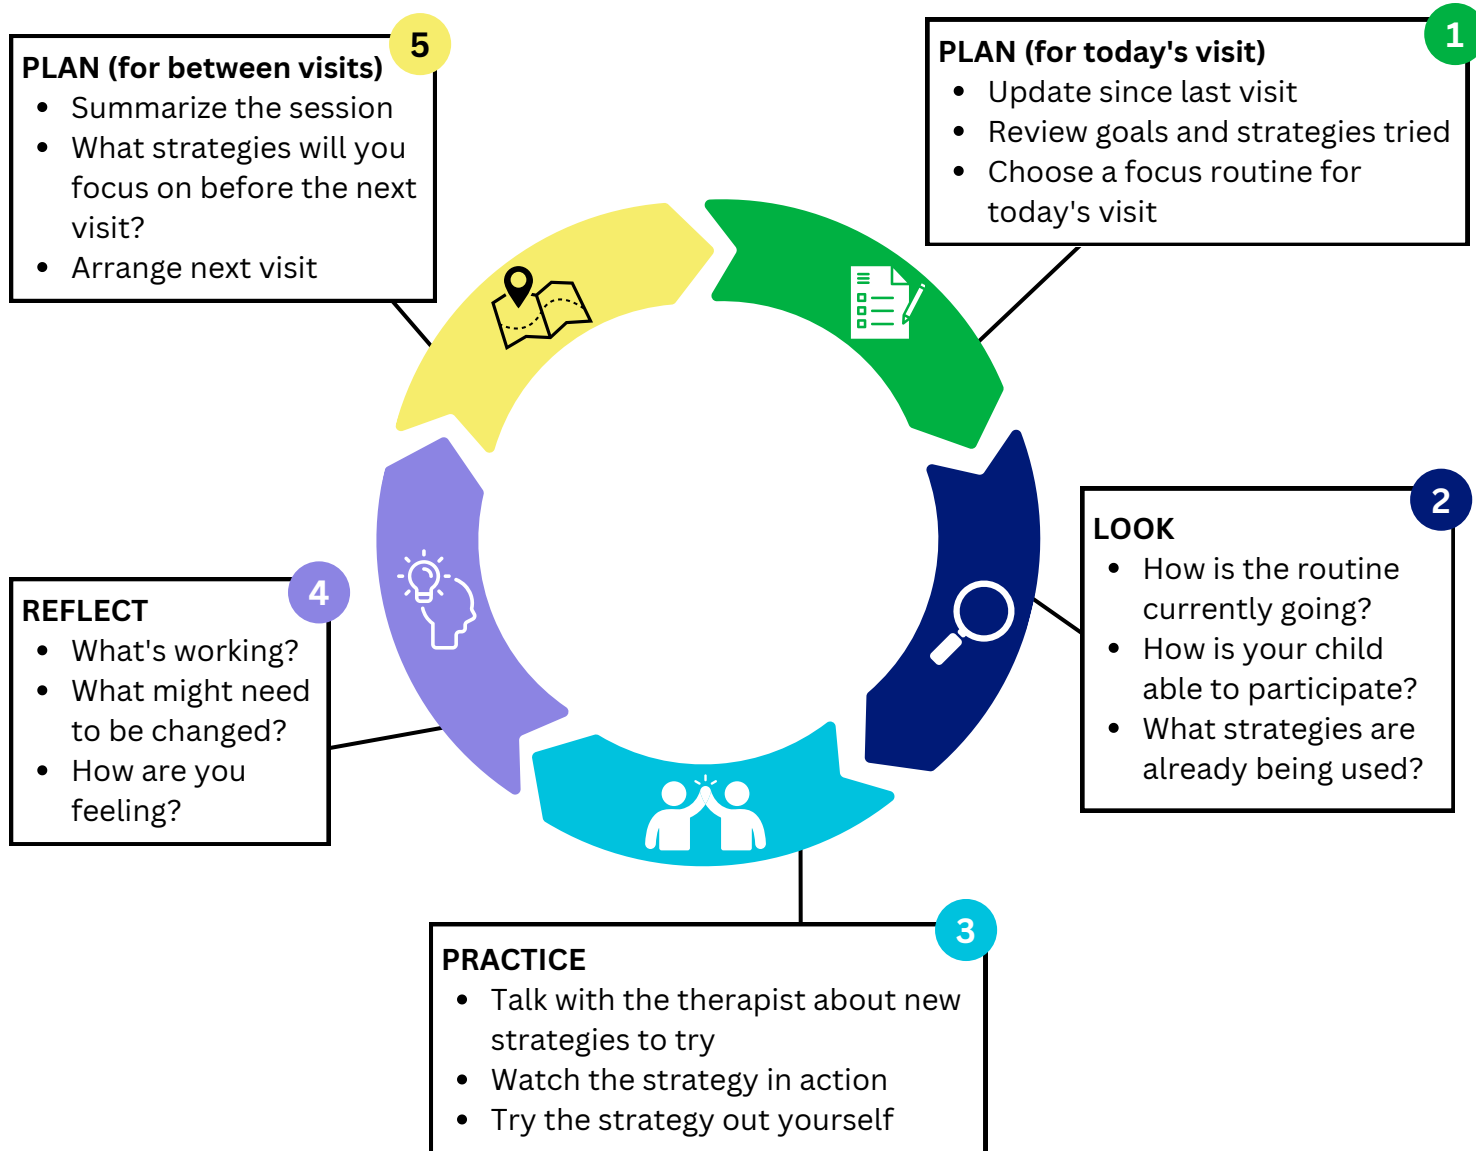 1
PLAN (for today's visit)
• Update since last visit
• Review goals and strategies tried
• Choose a focus routine for
today's visit
2
LOOK
• How is the routine
currently going?
• How is your child
able to participate?
• What strategies are
already being used?
3
PRACTICE
• Talk with the therapist about new
strategies to try
• Watch the strategy in action
• Try the strategy out yourself
4
REFLECT
• What's working?
• What might need
to be changed?
• How are you
feeling?
5
PLAN (for between visits)
• Summarize the session
• What strategies will you
focus on before the next
visit?
• Arrange next visit